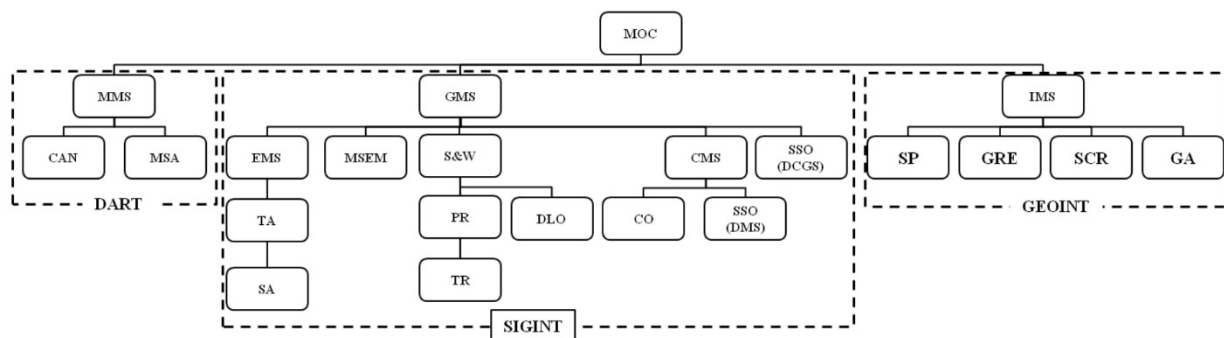 MOC
MMS
GMS
IMS
CAN
MSA
EMS
MSEM
S&W
CMS
SSO
(DCGS)
SP
GRE
SCR
GA
DART
GEOINT
TA
PR
DLO
CO
SSO
(DMS)
SA
TR
SIGINT